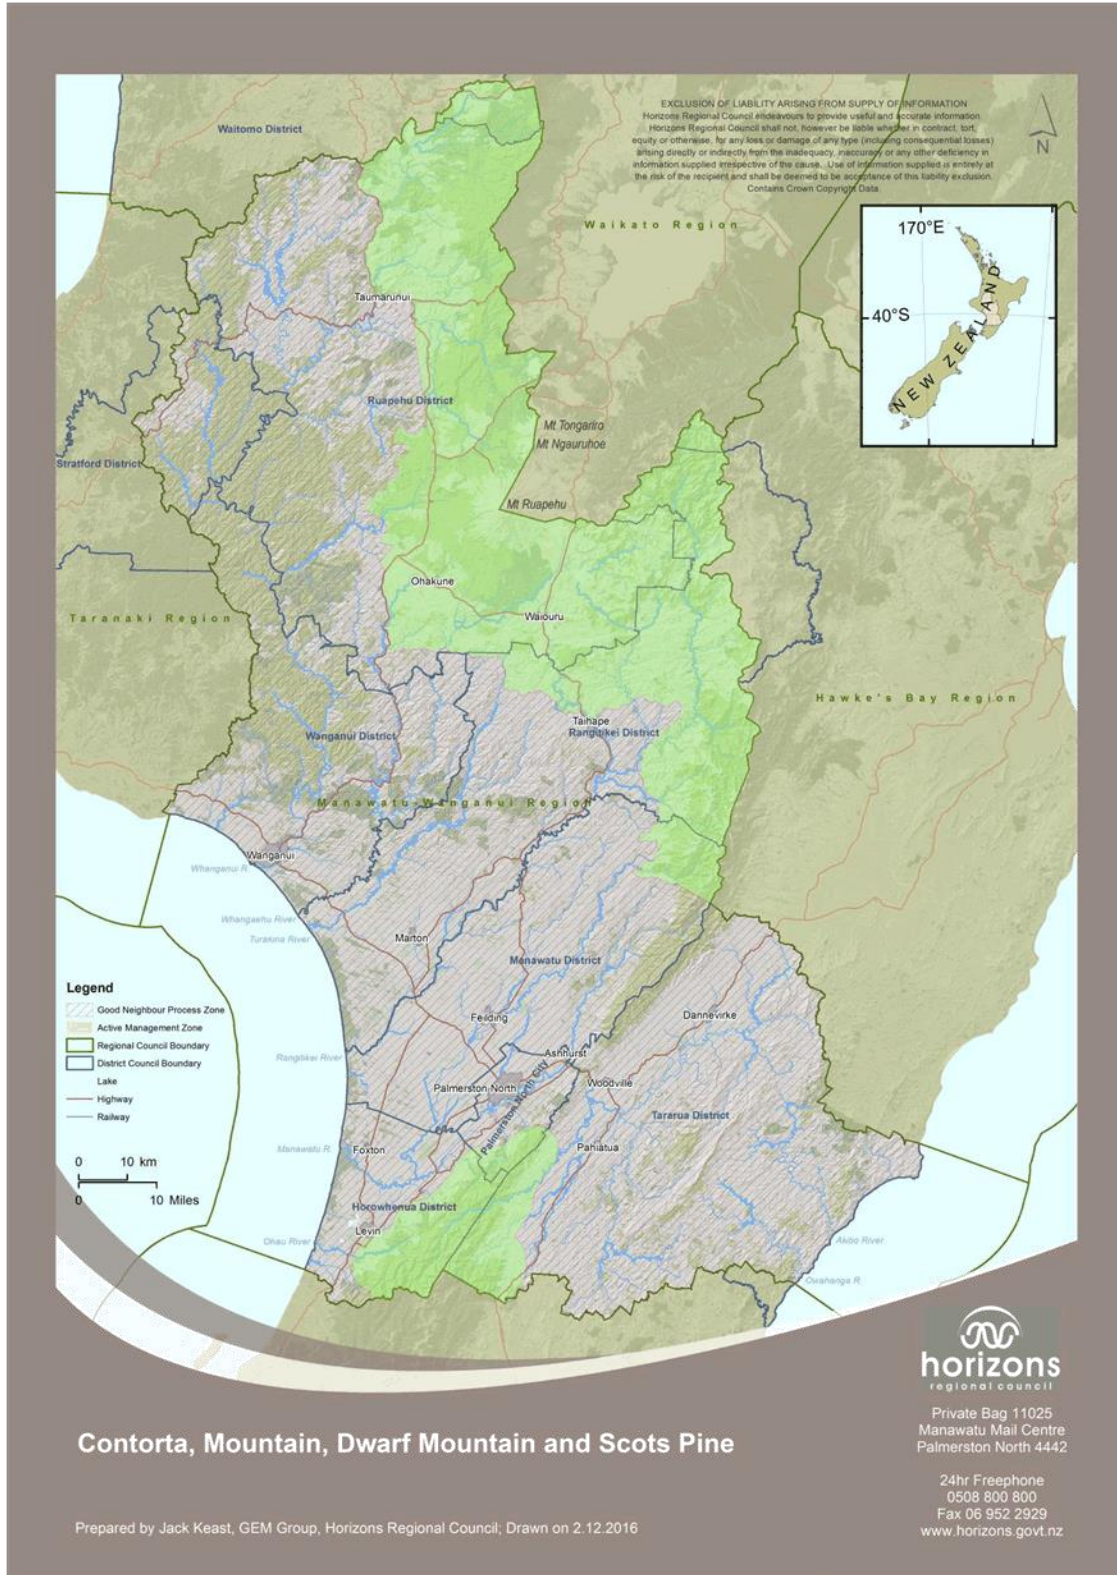 EXCLUSION OF LIABILITY ARISING FROM SUPPLY OF INFORMATION
Horizons Regional Council endeavours to provide useful and accurate information.
Horizons Regional Council shall not, however be liable whether in contract, tort,
equity or otherwise, for any loss or damage of any type (including consequential losses)
arising directly or indirectly from the inadequacy, inaccuracy or any other deficiency in
information supplied irrespective of the cause. Use of information supplied is entirely at
the risk of the recipient and shall be deemed to be acceptance of this liability exclusion.
Contains Crown Copyright Data.
N
Waitomo District
Waikato Region
170°E
40°S
NEW ZEALAND
Taumarunui
Ruapehu District
Mt Tongariro
Mt Ngauruhoe
Stratford District
Mt Ruapehu
Ohakune
Waiouru
Taranaki Region
Hawke's Bay Region
Taihape
Rangitikei District
Wanganui District
Manawatu-Wanganui Region
Wanganui
Whanganui R
Whangaehu River
Turakina River
Marton
Manawatu District
Legend
Good Neighbour Process Zone
Active Management Zone
Regional Council Boundary
District Council Boundary
Lake
Highway
Railway
Feilding
Dannevirke
Ashhurst
Rangitikei River
Palmerston North
Palmerston North City
Woodville
Tararua District
Manawatu R
Foxton
Pahiatua
0 10 km
0 10 Miles
Horowhenua District
Levin
Ohau River
Akitio River
Owahanga R
horizons
regional council
Private Bag 11025
Manawatu Mail Centre
Palmerston North 4442
24hr Freephone
0508 800 800
Fax 06 952 2929
www.horizons.govt.nz
Contorta, Mountain, Dwarf Mountain and Scots Pine
Prepared by Jack Keast, GEM Group, Horizons Regional Council; Drawn on 2.12.2016